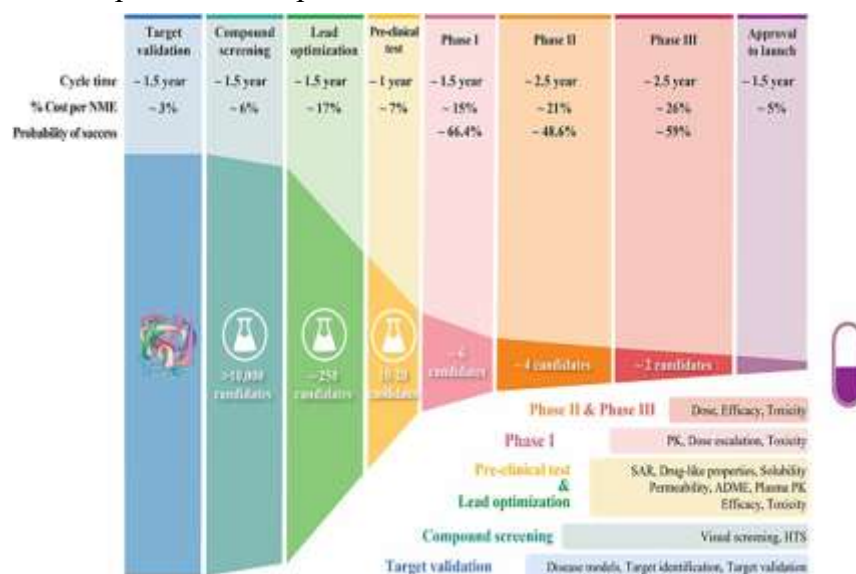 Target validation
Compound screening
Lead optimization
Pre-clinical test
Phase I
Phase II
Phase III
Approval to launch
Cycle time ~ 1.5 year ~ 1.5 year ~ 1.5 year ~ 1 year ~ 1.5 year ~ 2.5 year ~ 2.5 year ~ 1.5 year
% Cost per NME ~ 3% ~ 6% ~ 17% ~ 7% ~ 15% ~ 21% ~ 26% ~ 5%
Probability of success ~ 66.4% ~ 48.6% ~ 59%
>10,000
candidates
~ 250
candidates
10-20
candidates
~ 6
candidates
~ 4 candidates
~ 2 candidates
Phase II & Phase III Dose, Efficacy, Toxicity
Phase I PK, Dose escalation, Toxicity
Pre-clinical test SAR, Drug-like properties, Solubility
& Permeability, ADME, Plasma PK
Lead optimization Efficacy, Toxicity
Compound screening Visual screening, HTS
Target validation Disease models, Target identification, Target validation